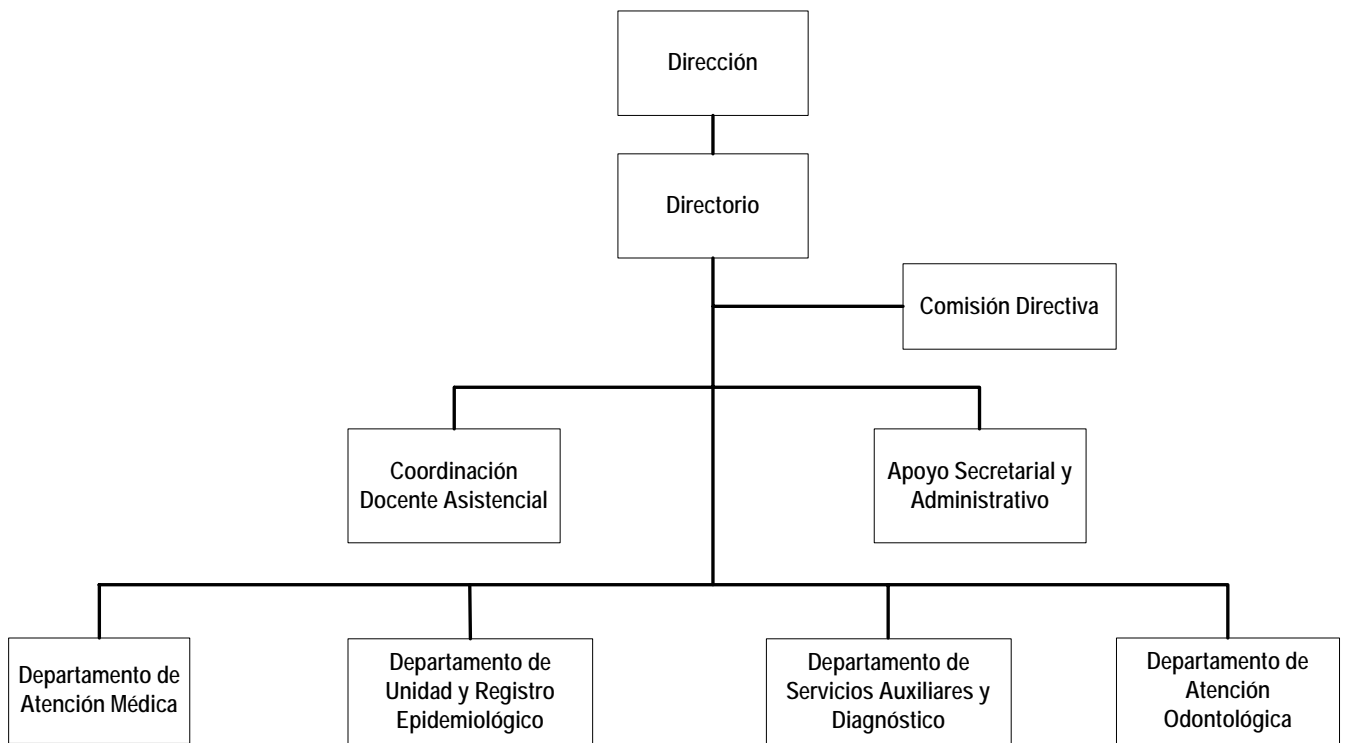 Dirección
Directorio
Comisión Directiva
Coordinación
Docente Asistencial
Apoyo Secretarial y
Administrativo
Departamento de
Atención Médica
Departamento de
Unidad y Registro
Epidemiológico
Departamento de
Servicios Auxiliares y
Diagnóstico
Departamento de
Atención
Odontológica